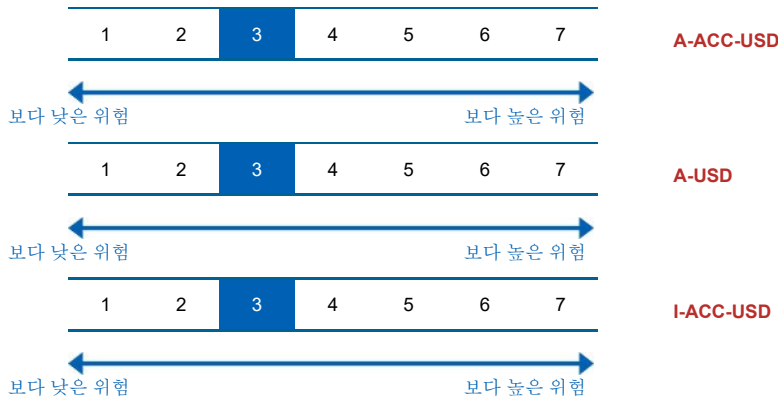 1 2 3 4 5 6 7 A-ACC-USD
보다 낮은 위험 보다 높은 위험
1 2 3 4 5 6 7 A-USD
보다 낮은 위험 보다 높은 위험
1 2 3 4 5 6 7 I-ACC-USD
보다 낮은 위험 보다 높은 위험